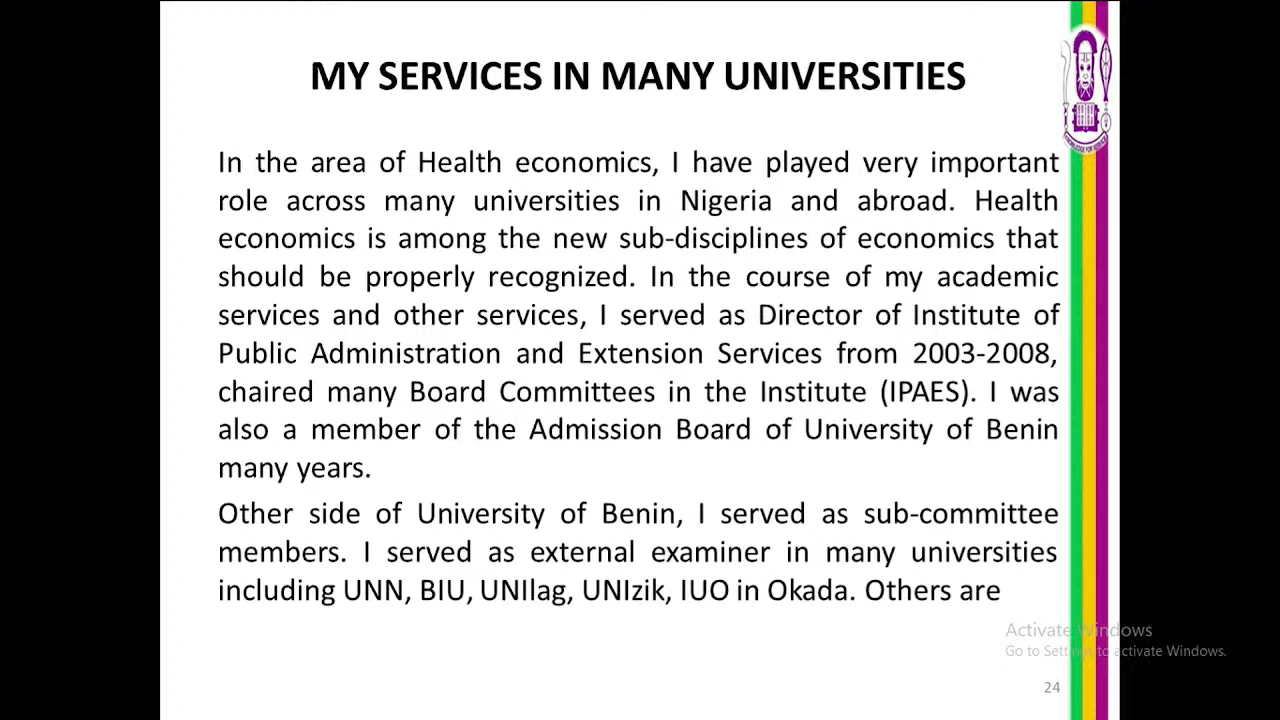 MY SERVICES IN MANY UNIVERSITIES
In the area of Health economics, I have played very important
role across many universities in Nigeria and abroad. Health
economics is among the new sub-disciplines of economics that
should be properly recognized. In the course of my academic
services and other services, I served as Director of Institute of
Public Administration and Extension Services from 2003-2008,
chaired many Board Committees in the Institute (IPAES). I was
also a member of the Admission Board of University of Benin
many years.
Other side of University of Benin, I served as sub-committee
members. I served as external examiner in many universities
including UNN, BIU, UNIlag, UNIzik, IUO in Okada. Others are
KNOWLEDGE FOR SERVICE
Activate Windows
Go to Settings to activate Windows.
24